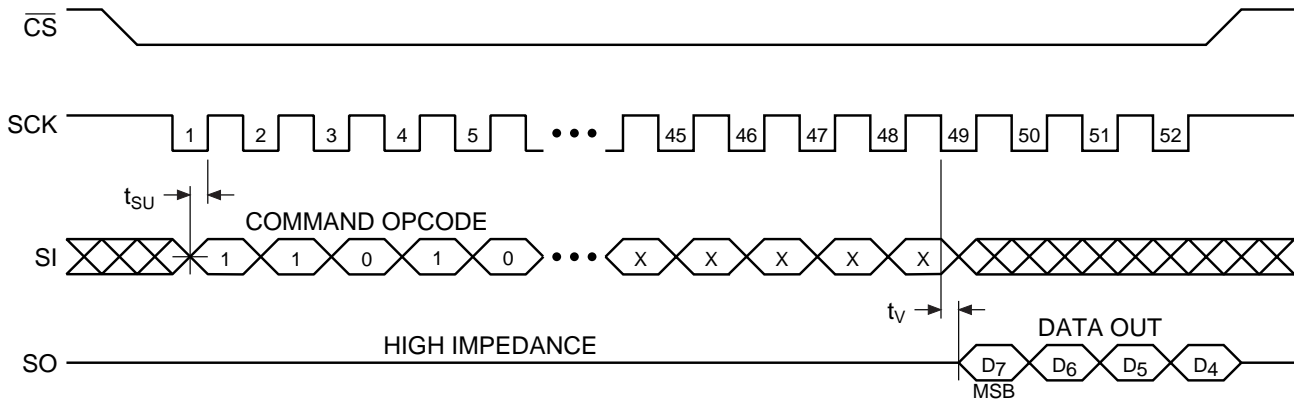 CS
SCK 1 2 3 4 5 ••• 45 46 47 48 49 50 51 52
tSU
COMMAND OPCODE
SI 1 1 0 1 0 ••• X X X X X
tV
HIGH IMPEDANCE DATA OUT
SO D7 D6 D5 D4
MSB